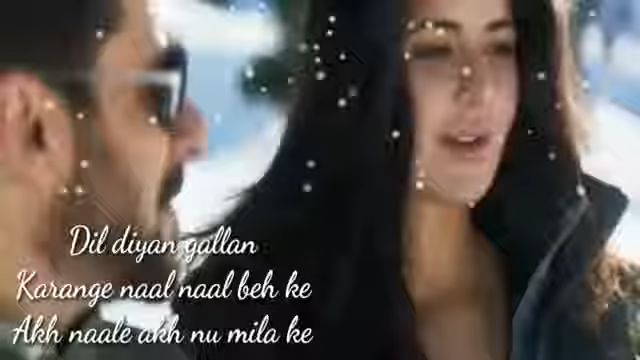 Dil diyan gallan
Karange naal naal beh ke
Akh naale akh nu mila ke